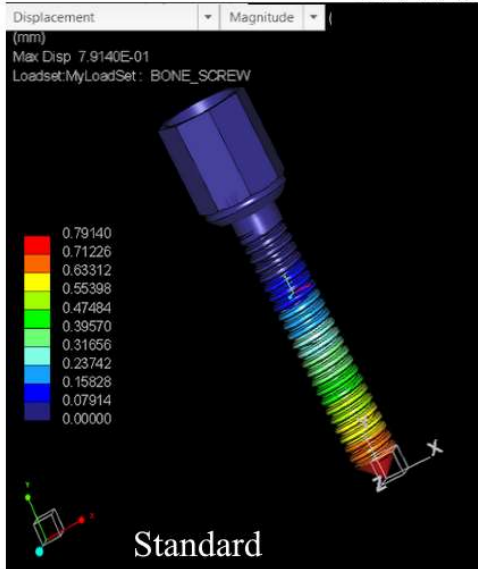 Displacement Magnitude (
(mm)
Max Disp 7.9140E-01
Loadset:MyLoadSet : BONE_SCREW
0.79140
0.71226
0.63312
0.55398
0.47484
0.39570
0.31656
0.23742
0.15828
0.07914
0.00000
X
Z
Standard